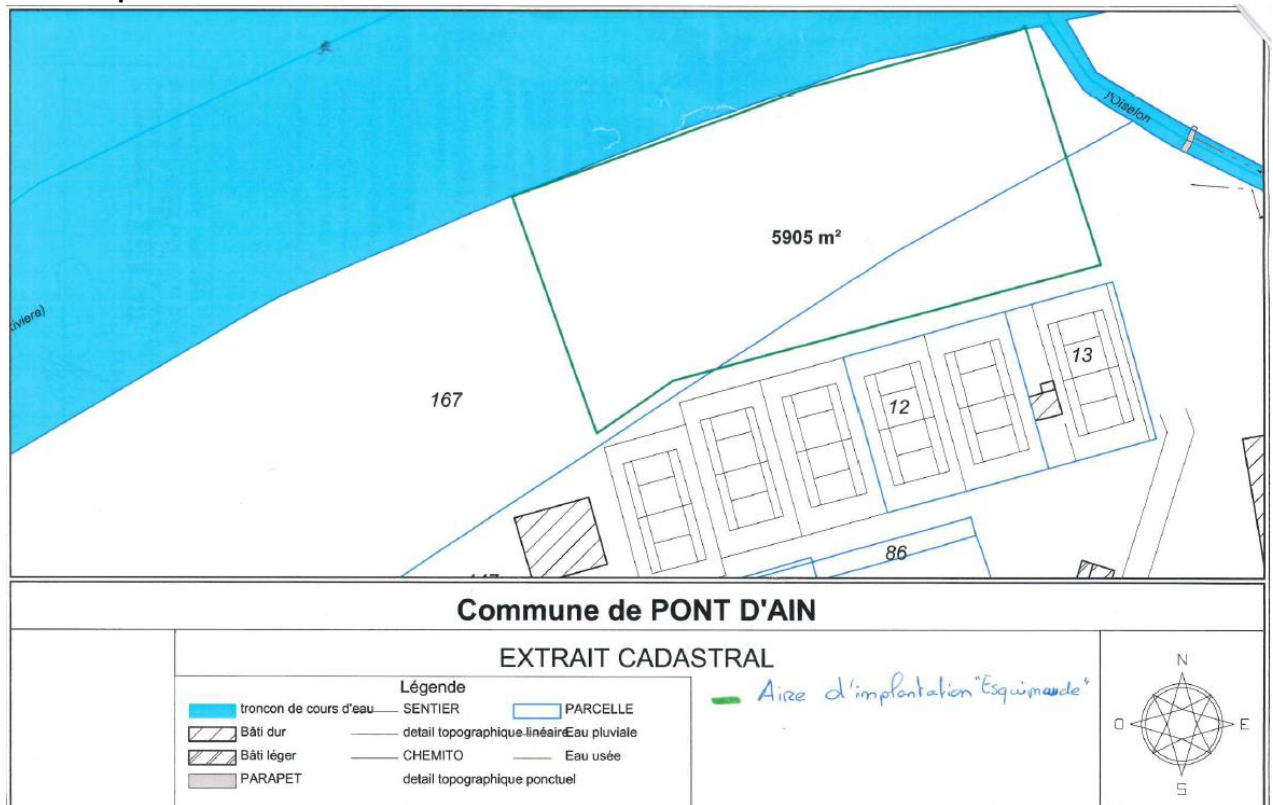 l'Oiselon
5905 m²
iviere)
167
13
12
86
Commune de PONT D'AIN
EXTRAIT CADASTRAL
Légende
troncon de cours d'eau SENTIER PARCELLE
Bâti dur detail topographique linéaire Eau pluviale
Bâti léger CHEMITO Eau usée
PARAPET detail topographique ponctuel
Aire d'implantation "Esquimaude"
N
O E
S